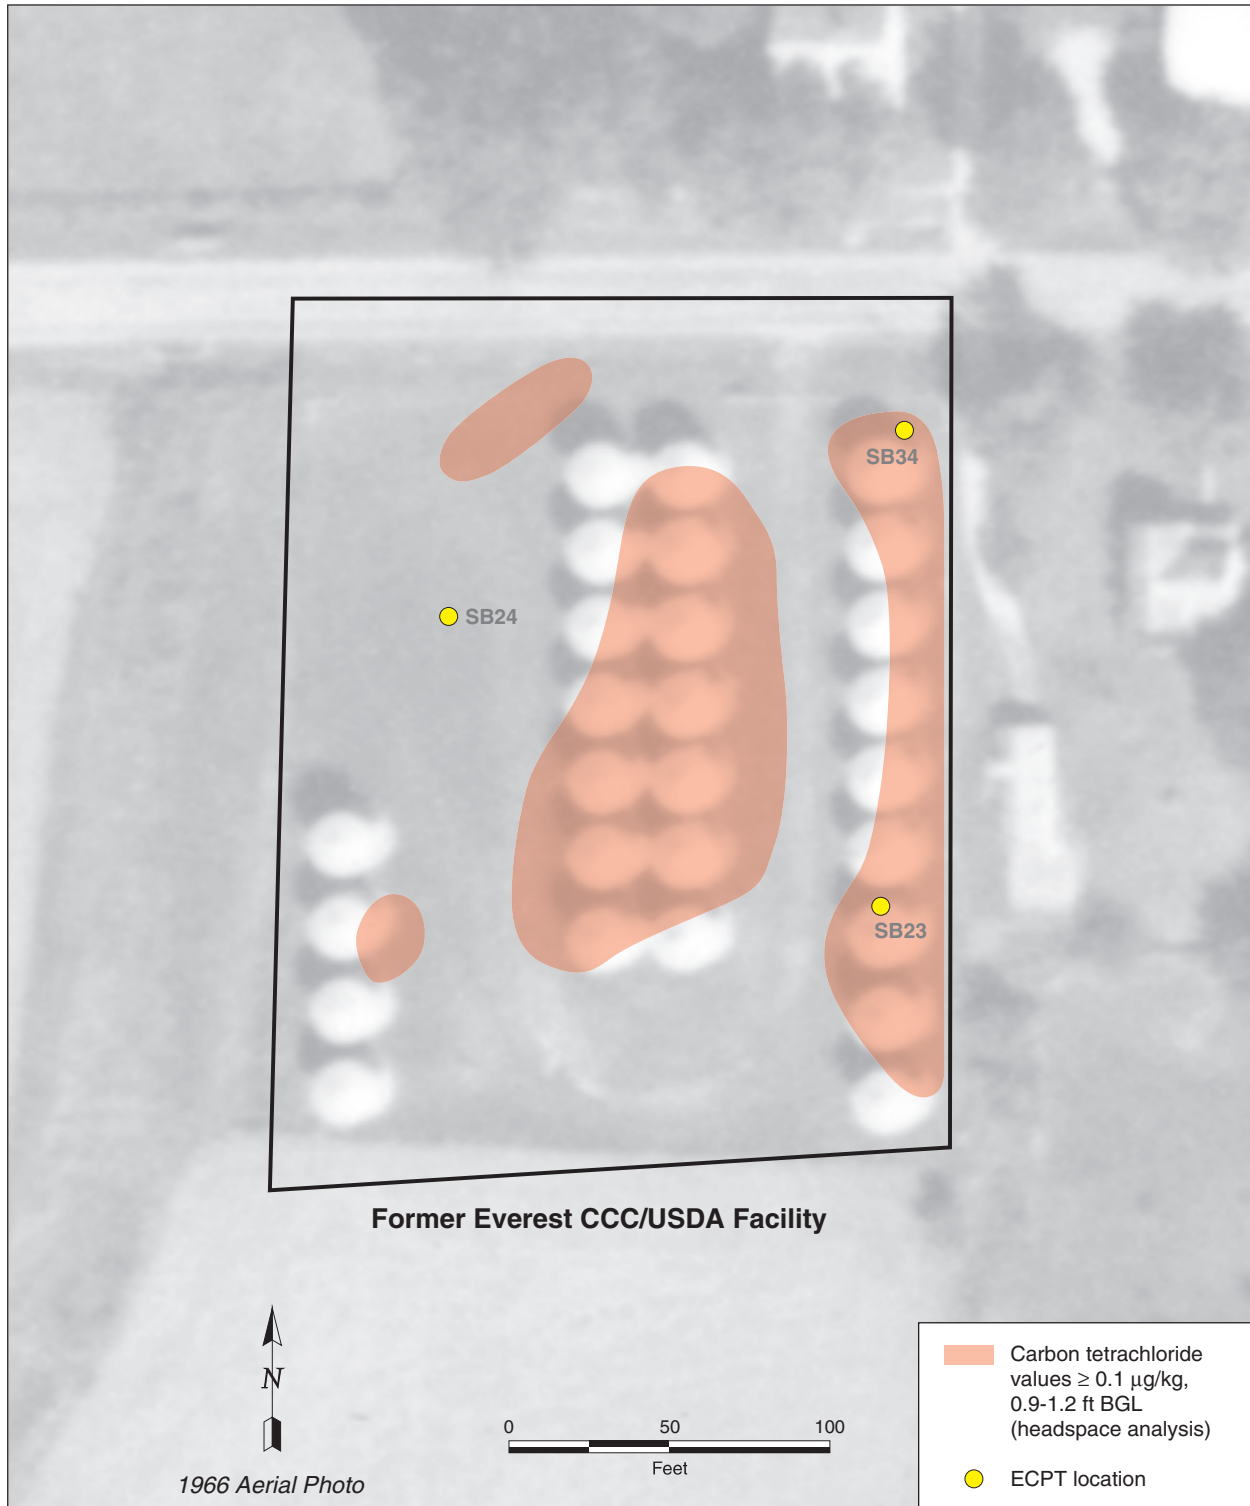 SB34
SB24
SB23
Former Everest CCC/USDA Facility
N
1966 Aerial Photo
0 50 100
Feet
Carbon tetrachloride
values ≥ 0.1 µg/kg,
0.9-1.2 ft BGL
(headspace analysis)
ECPT location